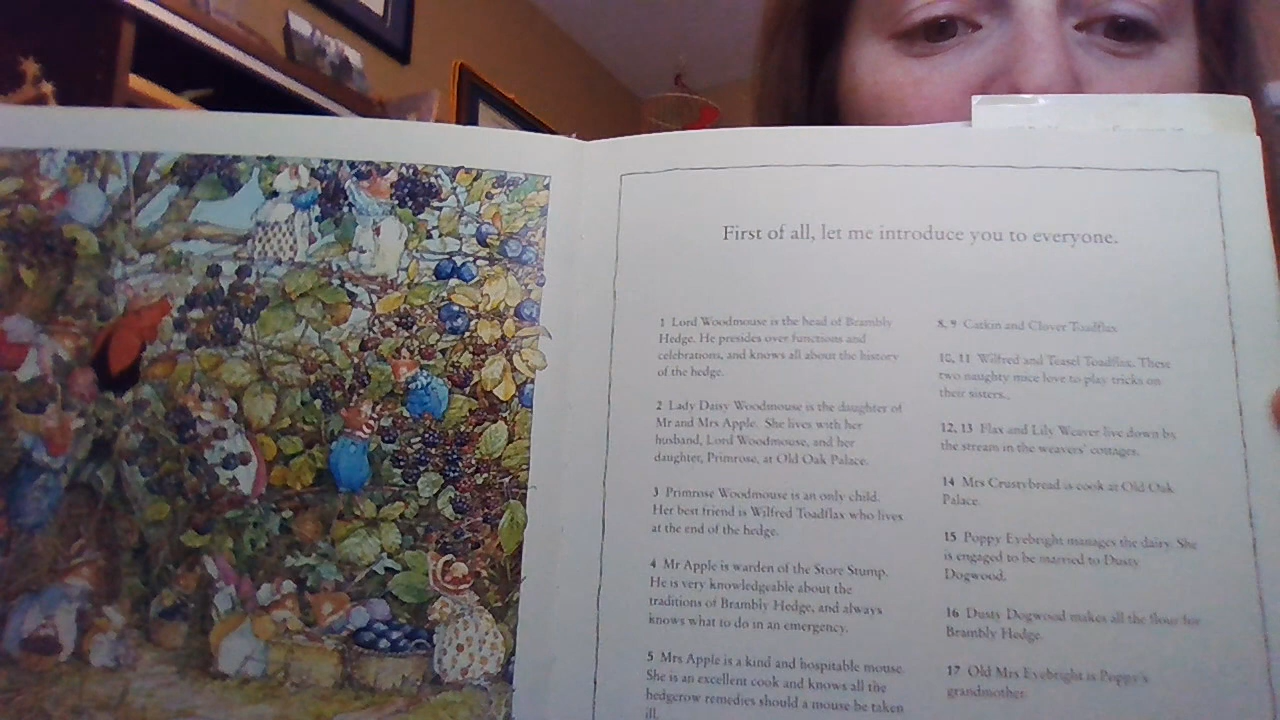 First of all, let me introduce you to everyone.
1 Lord Woodmouse is the head of Brambly
Hedge. He presides over functions and
celebrations, and knows all about the history
of the hedge.
2 Lady Daisy Woodmouse is the daughter of
Mr and Mrs Apple. She lives with her
husband, Lord Woodmouse, and her
daughter, Primrose, at Old Oak Palace.
3 Primrose Woodmouse is an only child.
Her best friend is Wilfred Toadflax who lives
at the end of the hedge.
4 Mr Apple is warden of the Store Stump.
He is very knowledgeable about the
traditions of Brambly Hedge, and always
knows what to do in an emergency.
5 Mrs Apple is a kind and hospitable mouse.
She is an excellent cook and knows all the
hedgerow remedies should a mouse be taken
ill.
8, 9 Catkin and Clover Toadflax
10, 11 Wilfred and Teasel Toadflax. These
two naughty mice love to play tricks on
their sisters..
12, 13 Flax and Lily Weaver live down by
the stream in the weavers' cottages.
14 Mrs Crustybread is cook at Old Oak
Palace.
15 Poppy Eyebright manages the dairy. She
is engaged to be married to Dusty
Dogwood.
16 Dusty Dogwood makes all the flour for
Brambly Hedge.
17 Old Mrs Eyebright is Poppy's
grandmother